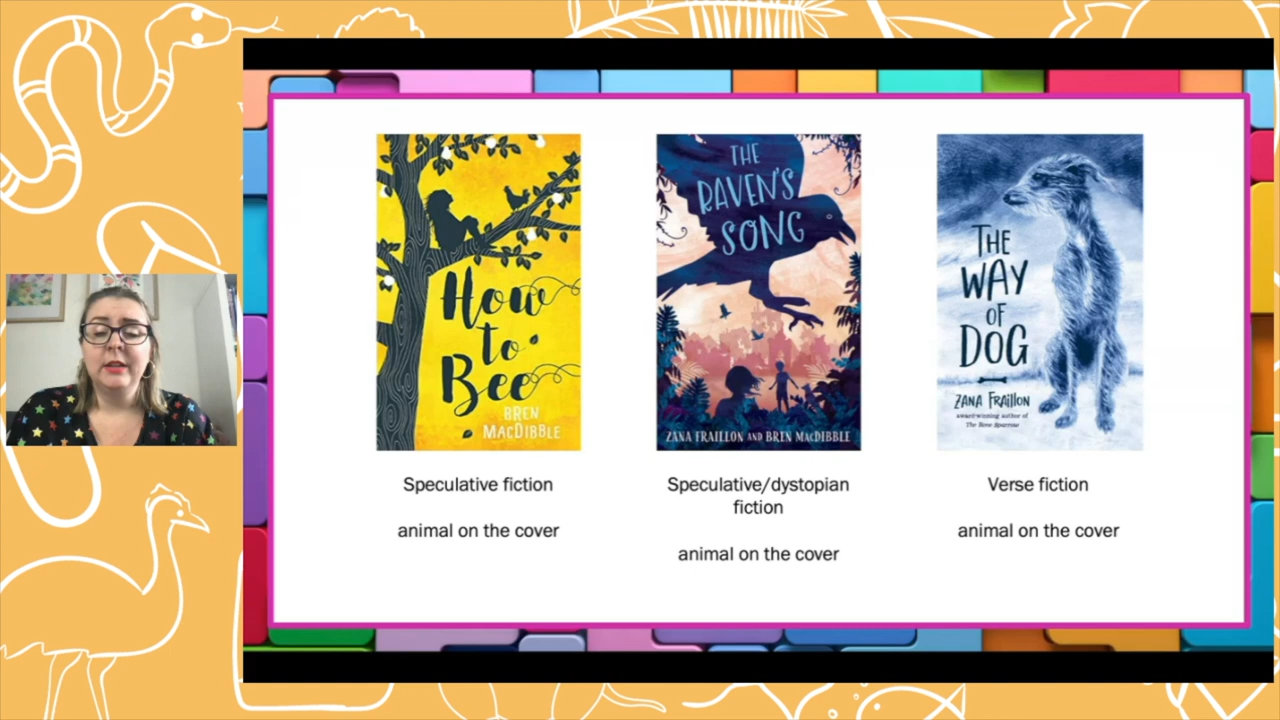 How
to
Bee
BREN
MACDIBBLE
Speculative fiction
animal on the cover
THE
RAVEN'S
SONG
ZANA FRAILLON AND BREN MACDIBBLE
Speculative/dystopian
fiction
animal on the cover
THE
WAY
OF
DOG
ZANA FRAILLON
award-winning author of
The Bone Sparrow
Verse fiction
animal on the cover